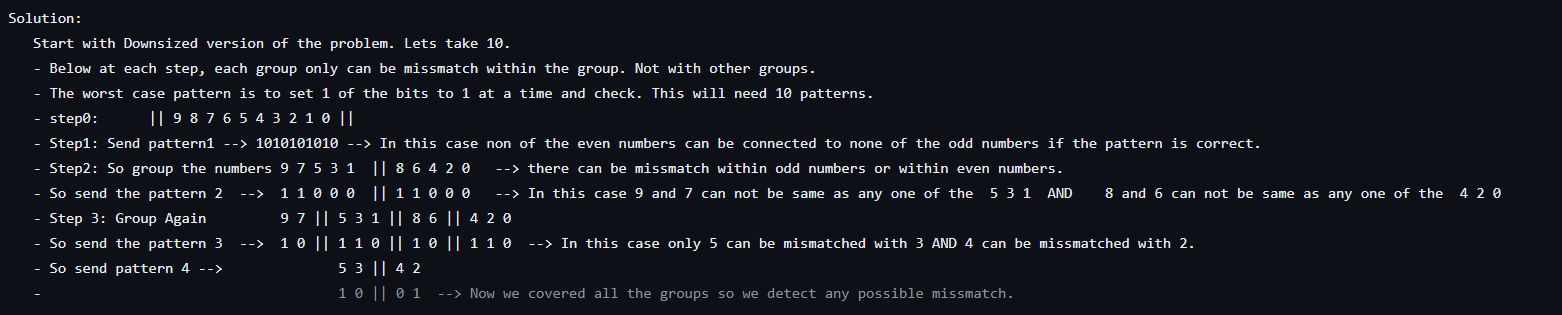 Solution:
Start with Downsized version of the problem. Lets take 10.
- Below at each step, each group only can be missmatch within the group. Not with other groups.
- The worst case pattern is to set 1 of the bits to 1 at a time and check. This will need 10 patterns.
- step0: || 9 8 7 6 5 4 3 2 1 0 ||
- Step1: Send pattern1 --> 1010101010 --> In this case non of the even numbers can be connected to none of the odd numbers if the pattern is correct.
- Step2: So group the numbers 9 7 5 3 1 || 8 6 4 2 0 --> there can be missmatch within odd numbers or within even numbers.
- So send the pattern 2 --> 1 1 0 0 0 || 1 1 0 0 0 --> In this case 9 and 7 can not be same as any one of the 5 3 1 AND 8 and 6 can not be same as any one of the 4 2 0
- Step 3: Group Again 9 7 || 5 3 1 || 8 6 || 4 2 0
- So send the pattern 3 --> 1 0 || 1 1 0 || 1 0 || 1 1 0 --> In this case only 5 can be mismatched with 3 AND 4 can be missmatched with 2.
- So send pattern 4 --> 5 3 || 4 2
- 1 0 || 0 1 --> Now we covered all the groups so we detect any possible missmatch.